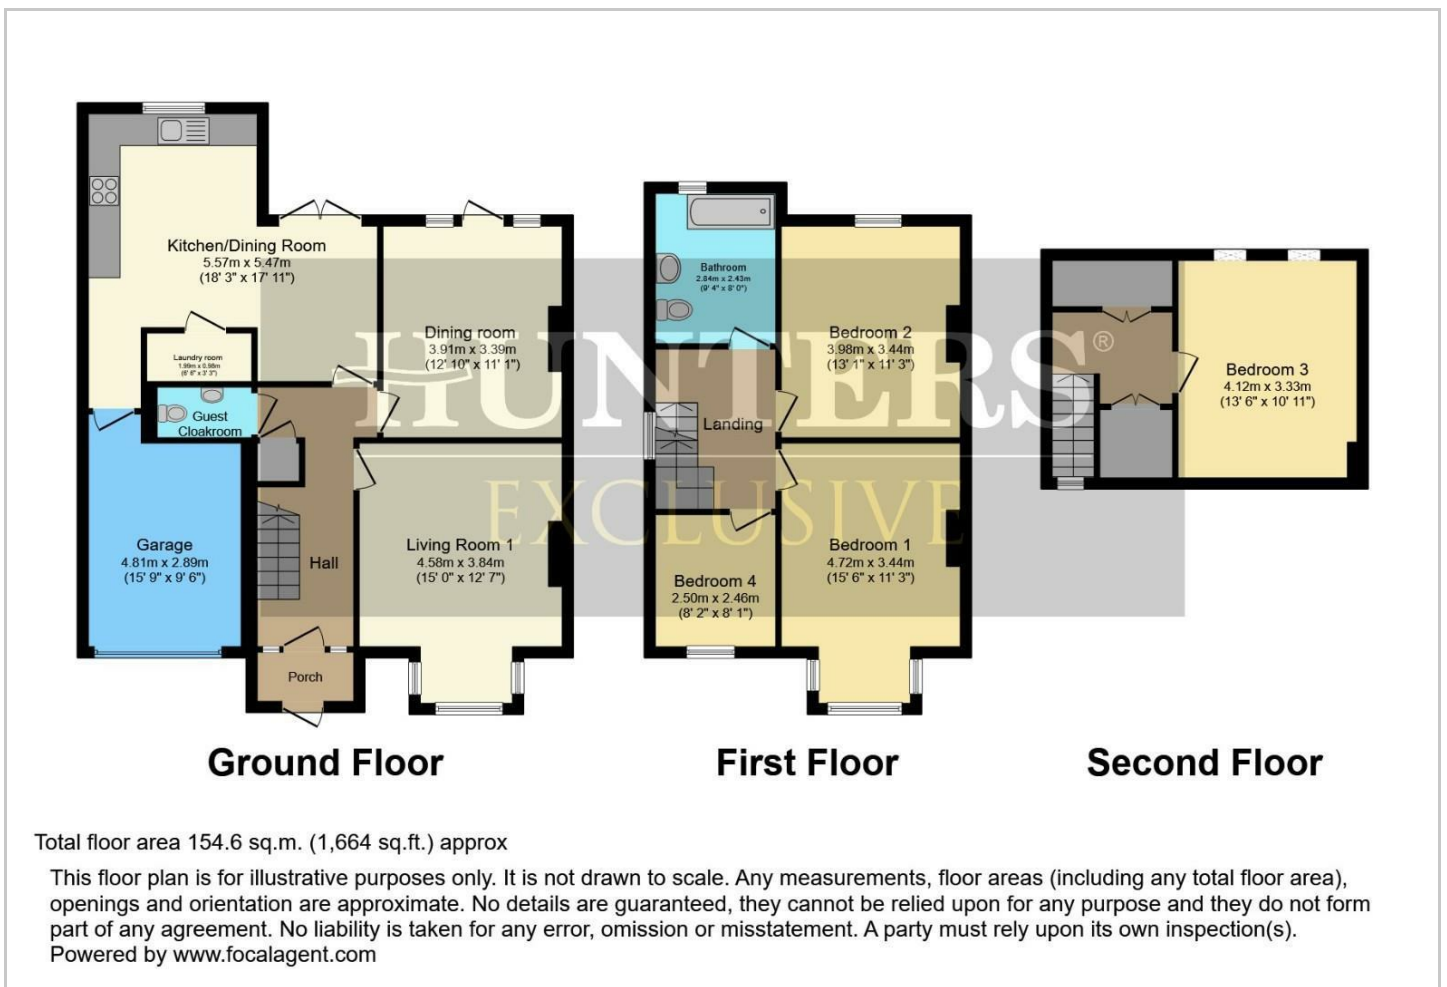 Kitchen/Dining Room
5.57m x 5.47m
(18' 3" x 17' 11")
Dining room
3.91m x 3.39m
(12' 10" x 11' 1")
Laundry room
1.99m x 0.98m
(6' 6" x 3' 3")
Guest
Cloakroom
Garage
4.81m x 2.89m
(15' 9" x 9' 6")
Hall
Living Room 1
4.58m x 3.84m
(15' 0" x 12' 7")
Porch
Ground Floor
Bathroom
2.84m x 2.43m
(9' 4" x 8' 0")
Bedroom 2
3.98m x 3.44m
(13' 1" x 11' 3")
Landing
Bedroom 4
2.50m x 2.46m
(8' 2" x 8' 1")
Bedroom 1
4.72m x 3.44m
(15' 6" x 11' 3")
First Floor
Bedroom 3
4.12m x 3.33m
(13' 6" x 10' 11")
Second Floor
HUNTERS®
EXCLUSIVE
Total floor area 154.6 sq.m. (1,664 sq.ft.) approx
This floor plan is for illustrative purposes only. It is not drawn to scale. Any measurements, floor areas (including any total floor area),
openings and orientation are approximate. No details are guaranteed, they cannot be relied upon for any purpose and they do not form
part of any agreement. No liability is taken for any error, omission or misstatement. A party must rely upon its own inspection(s).
Powered by www.focalagent.com